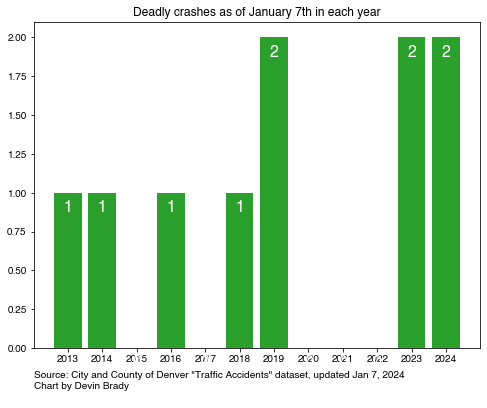 Deadly crashes as of January 7th in each year
2.00
1.75
1.50
1.25
1.00
0.75
0.50
0.25
0.00
1 1 1 1 2 2 2
2013 2014 2015 2016 2017 2018 2019 2020 2021 2022 2023 2024
Source: City and County of Denver "Traffic Accidents" dataset, updated Jan 7, 2024
Chart by Devin Brady